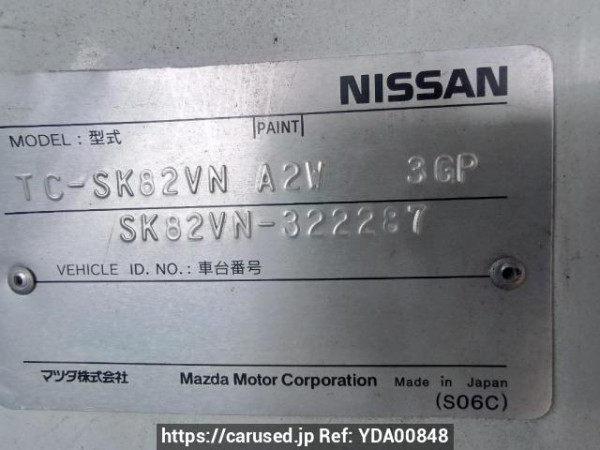 NISSAN
MODEL : 型式 PAINT
TC-SK82VN A2W 3GP
SK82VN-322287
VEHICLE ID. NO. : 車台番号
マツダ株式会社 Mazda Motor Corporation Made in Japan
(S06C)
https://carused.jp Ref: YDA00848